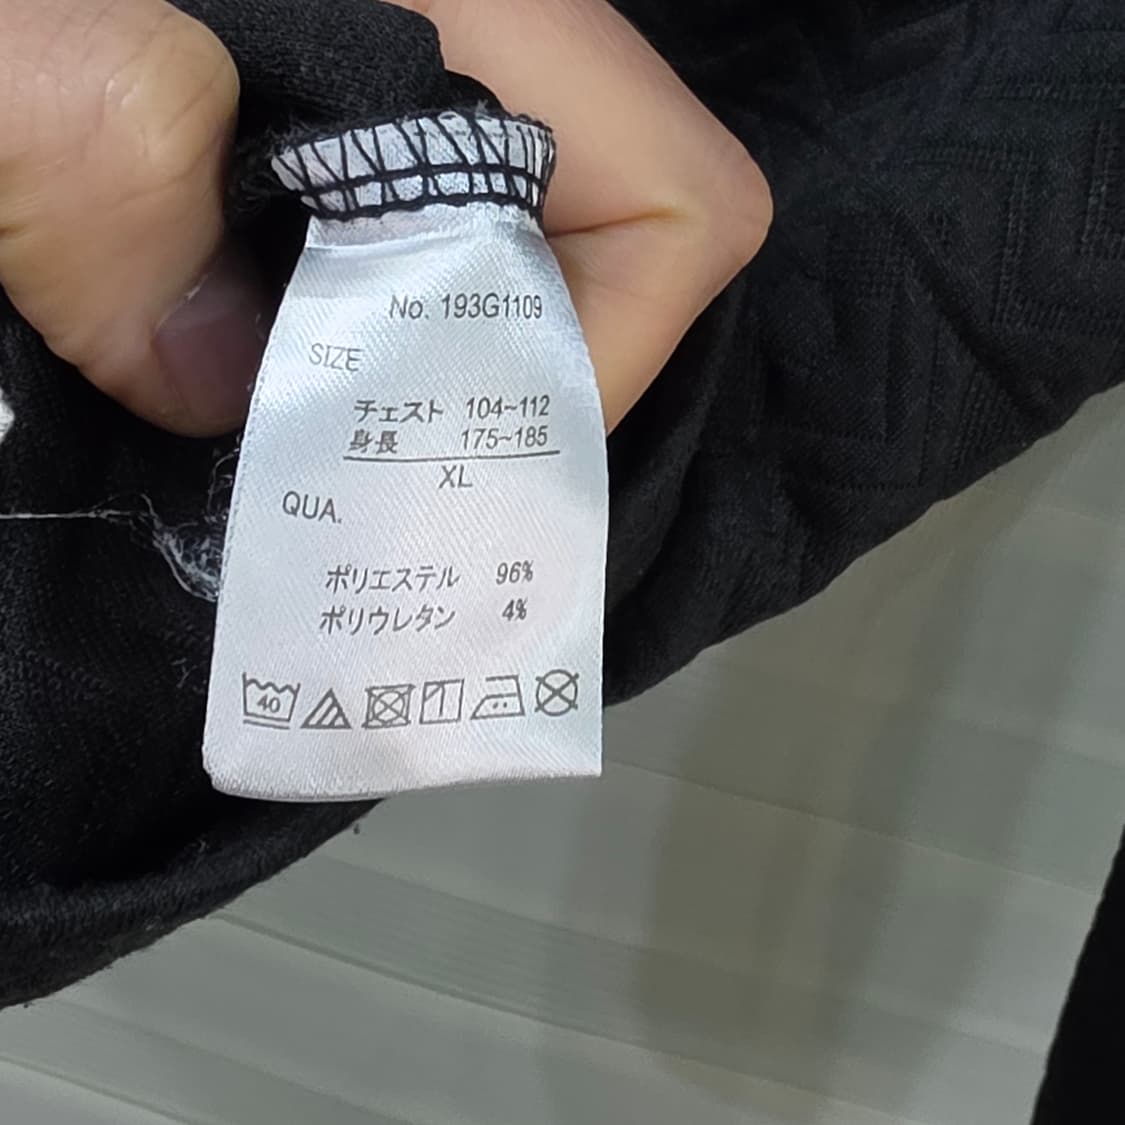 No. 193G1109
SIZE
チェスト 104~112
身長 175~185
XL
QUA.
ポリエステル 96%
ポリウレタン 4%
40